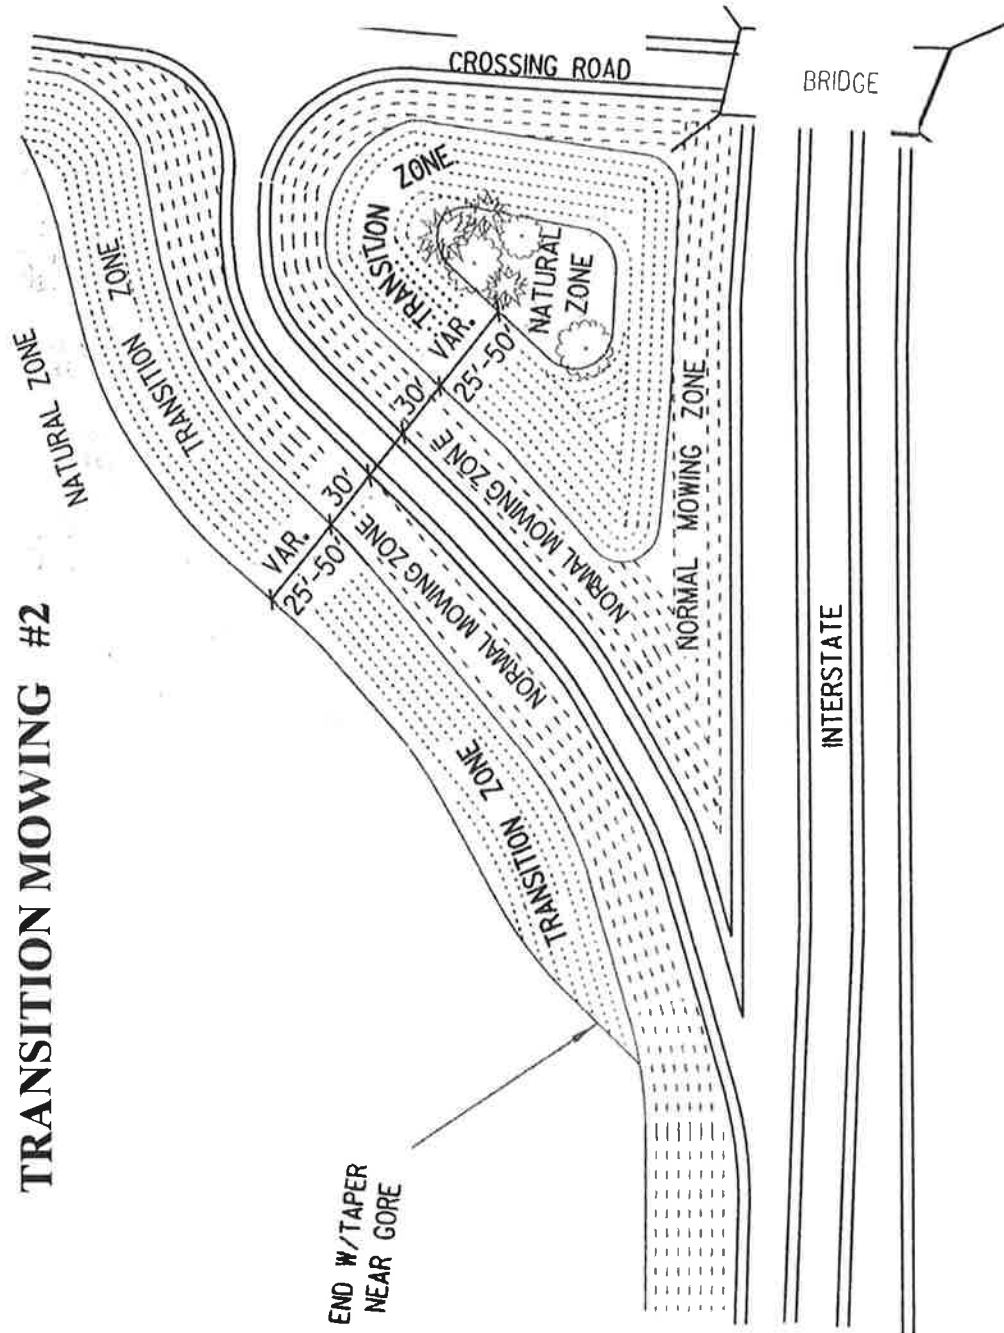 TRANSITION MOWING #2
CROSSING ROAD
BRIDGE
NATURAL ZONE
TRANSITION ZONE
TRANSITION ZONE
NATURAL
ZONE
VAR.
25'-50'
30'
30'
VAR.
25'-50'
NORMAL MOWING ZONE
NORMAL MOWING ZONE
NORMAL MOWING ZONE
TRANSITION ZONE
INTERSTATE
END W/TAPER
NEAR GORE